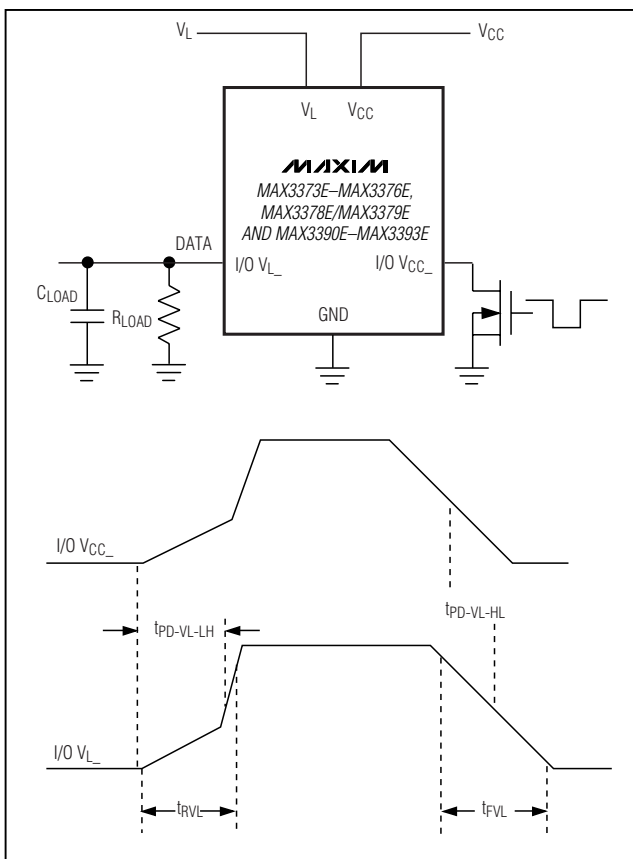 VL VCC
VL VCC
MAXIM
MAX3373E–MAX3376E,
MAX3378E/MAX3379E
AND MAX3390E–MAX3393E
DATA
I/O VL_ I/O VCC_
CLOAD
RLOAD
GND
I/O VCC_
tPD-VL-LH
tPD-VL-HL
I/O VL_
tRVL
tFVL